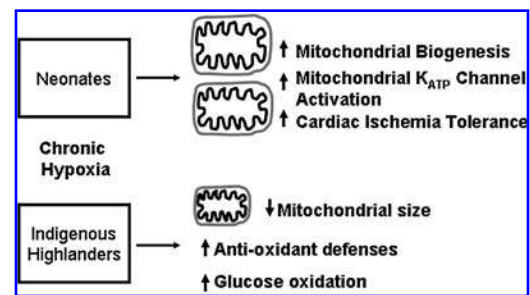 Neonates
↑ Mitochondrial Biogenesis
↑ Mitochondrial K_ATP Channel
Activation
↑ Cardiac Ischemia Tolerance
Chronic
Hypoxia
Indigenous
Highlanders
↓ Mitochondrial size
↑ Anti-oxidant defenses
↑ Glucose oxidation